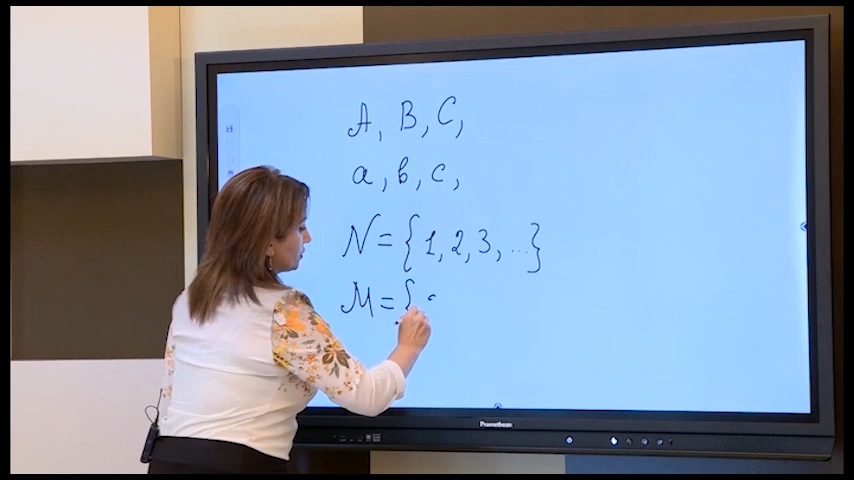 A, B, C,
a, b, c,
N = {1, 2, 3, ...}
M = {
Promethean